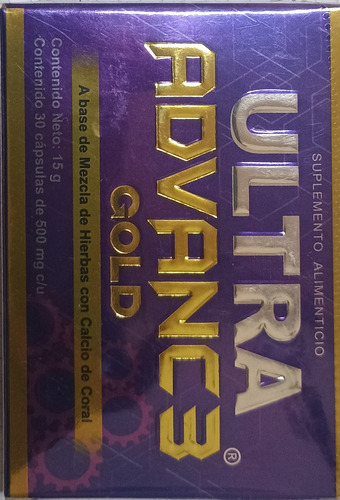 SUPLEMENTO ALIMENTICIO
ULTRA
ADVANC3®
GOLD
A base de Mezcla de Hierbas con Calcio de Coral
Contenido Neto: 15 g
Contenido 30 cápsulas de 500 mg c/u